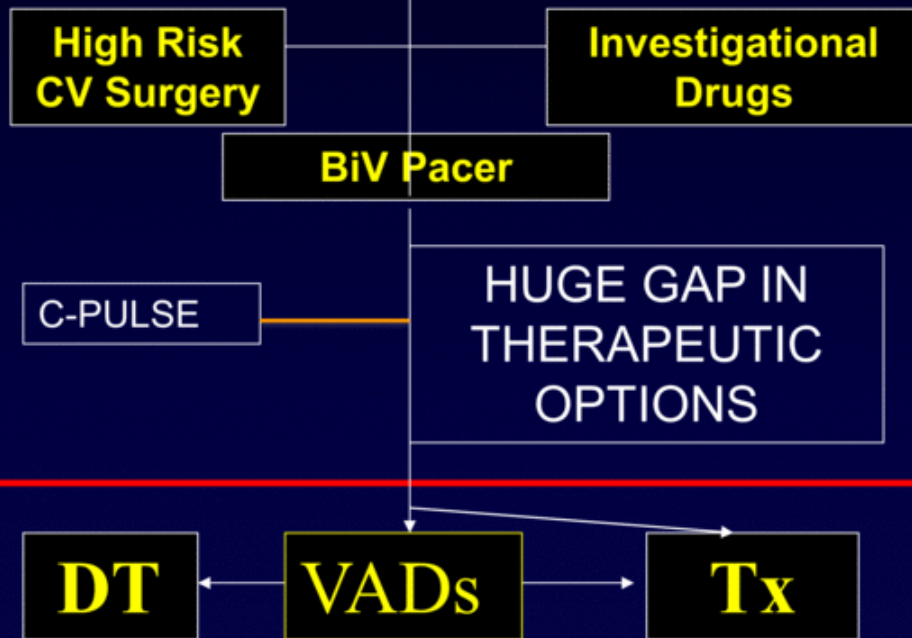 High Risk
CV Surgery
Investigational
Drugs
BiV Pacer
C-PULSE
HUGE GAP IN
THERAPEUTIC
OPTIONS
DT
VADs
Tx